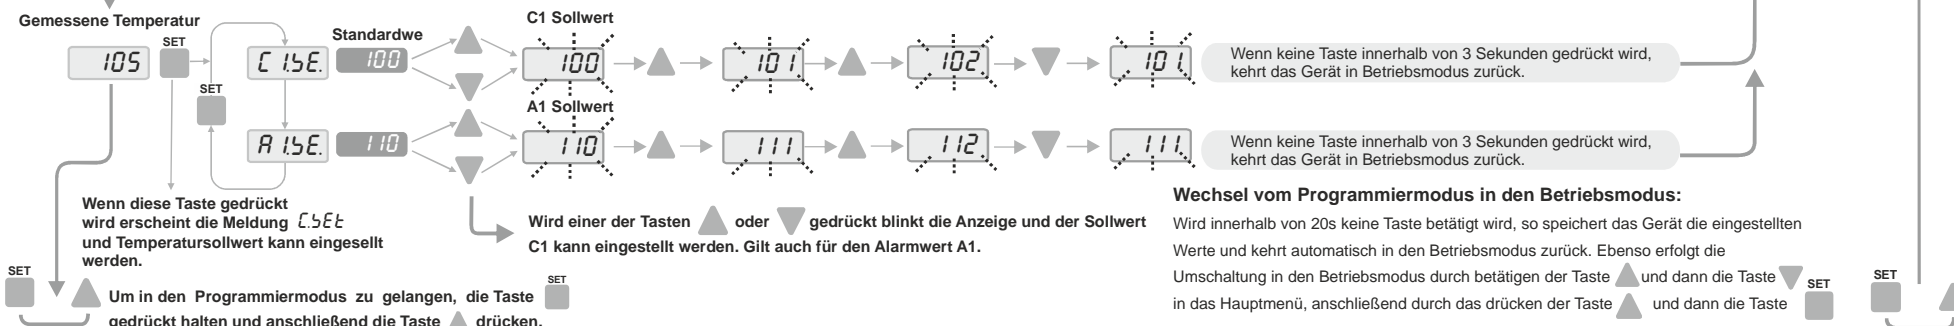 Gemessene Temperatur
105
SET
SET
C1.SE.
Standardwe
100
C1 Sollwert
100
101
102
101
Wenn keine Taste innerhalb von 3 Sekunden gedrückt wird,
kehrt das Gerät in Betriebsmodus zurück.
A1.SE.
110
A1 Sollwert
110
111
112
111
Wenn keine Taste innerhalb von 3 Sekunden gedrückt wird,
kehrt das Gerät in Betriebsmodus zurück.
Wenn diese Taste gedrückt
wird erscheint die Meldung C.SEt
und Temperatursollwert kann eingesellt
werden.
Wird einer der Tasten oder gedrückt blinkt die Anzeige und der Sollwert
C1 kann eingestellt werden. Gilt auch für den Alarmwert A1.
Wechsel vom Programmiermodus in den Betriebsmodus:
Wird innerhalb von 20s keine Taste betätigt wird, so speichert das Gerät die eingestellten
Werte und kehrt automatisch in den Betriebsmodus zurück. Ebenso erfolgt die
Umschaltung in den Betriebsmodus durch betätigen der Taste und dann die Taste
in das Hauptmenü, anschließend durch das drücken der Taste und dann die Taste
SET
SET
SET
Um in den Programmiermodus zu gelangen, die Taste
SET
gedrückt halten und anschließend die Taste drücken.